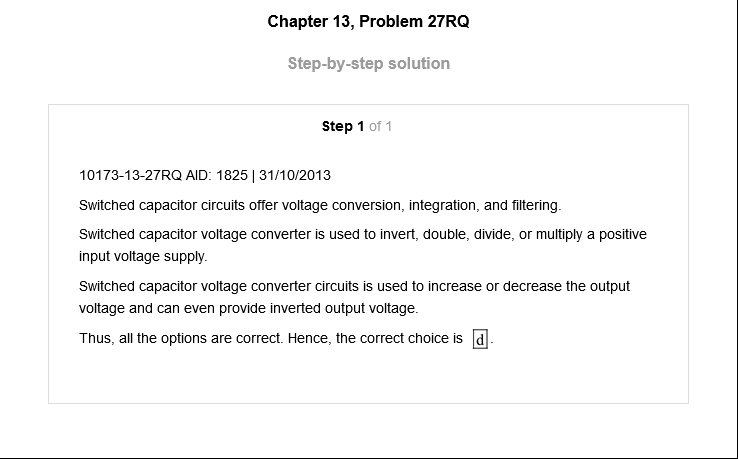 Chapter 13, Problem 27RQ
Step-by-step solution
Step 1 of 1
10173-13-27RQ AID: 1825 | 31/10/2013
Switched capacitor circuits offer voltage conversion, integration, and filtering.
Switched capacitor voltage converter is used to invert, double, divide, or multiply a positive
input voltage supply.
Switched capacitor voltage converter circuits is used to increase or decrease the output
voltage and can even provide inverted output voltage.
Thus, all the options are correct. Hence, the correct choice is d.